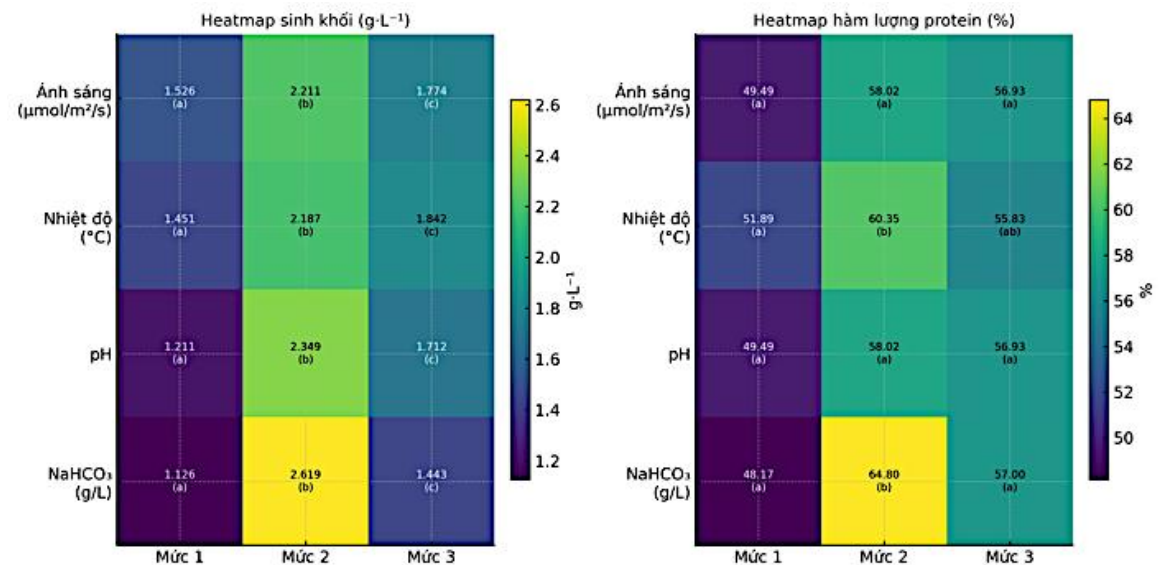 Heatmap sinh khối (g·L⁻¹)
Ánh sáng
(μmol/m²/s)
1.526
(a)
2.211
(b)
1.774
(c)
Nhiệt độ
(°C)
1.451
(a)
2.187
(b)
1.842
(c)
pH
1.211
(a)
2.349
(b)
1.712
(c)
NaHCO₃
(g/L)
1.126
(a)
2.619
(b)
1.443
(c)
Mức 1 Mức 2 Mức 3
2.6
2.4
2.2
2.0
1.8
1.6
1.4
1.2
g·L⁻¹
Heatmap hàm lượng protein (%)
Ánh sáng
(μmol/m²/s)
49.49
(a)
58.02
(a)
56.93
(a)
Nhiệt độ
(°C)
51.89
(a)
60.35
(b)
55.83
(ab)
pH
49.49
(a)
58.02
(a)
56.93
(a)
NaHCO₃
(g/L)
48.17
(a)
64.80
(b)
57.00
(a)
Mức 1 Mức 2 Mức 3
64
62
60
58
56
54
52
50
%